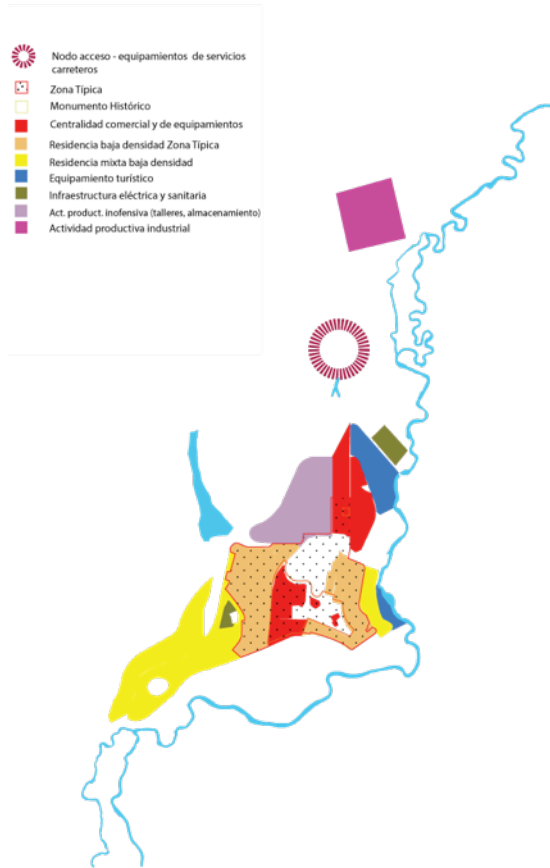 Nodo acceso - equipamientos de servicios
carreteros
Zona Típica
Monumento Histórico
Centralidad comercial y de equipamientos
Residencia baja densidad Zona Típica
Residencia mixta baja densidad
Equipamiento turístico
Infraestructura eléctrica y sanitaria
Act. product. inofensiva (talleres, almacenamiento)
Actividad productiva industrial